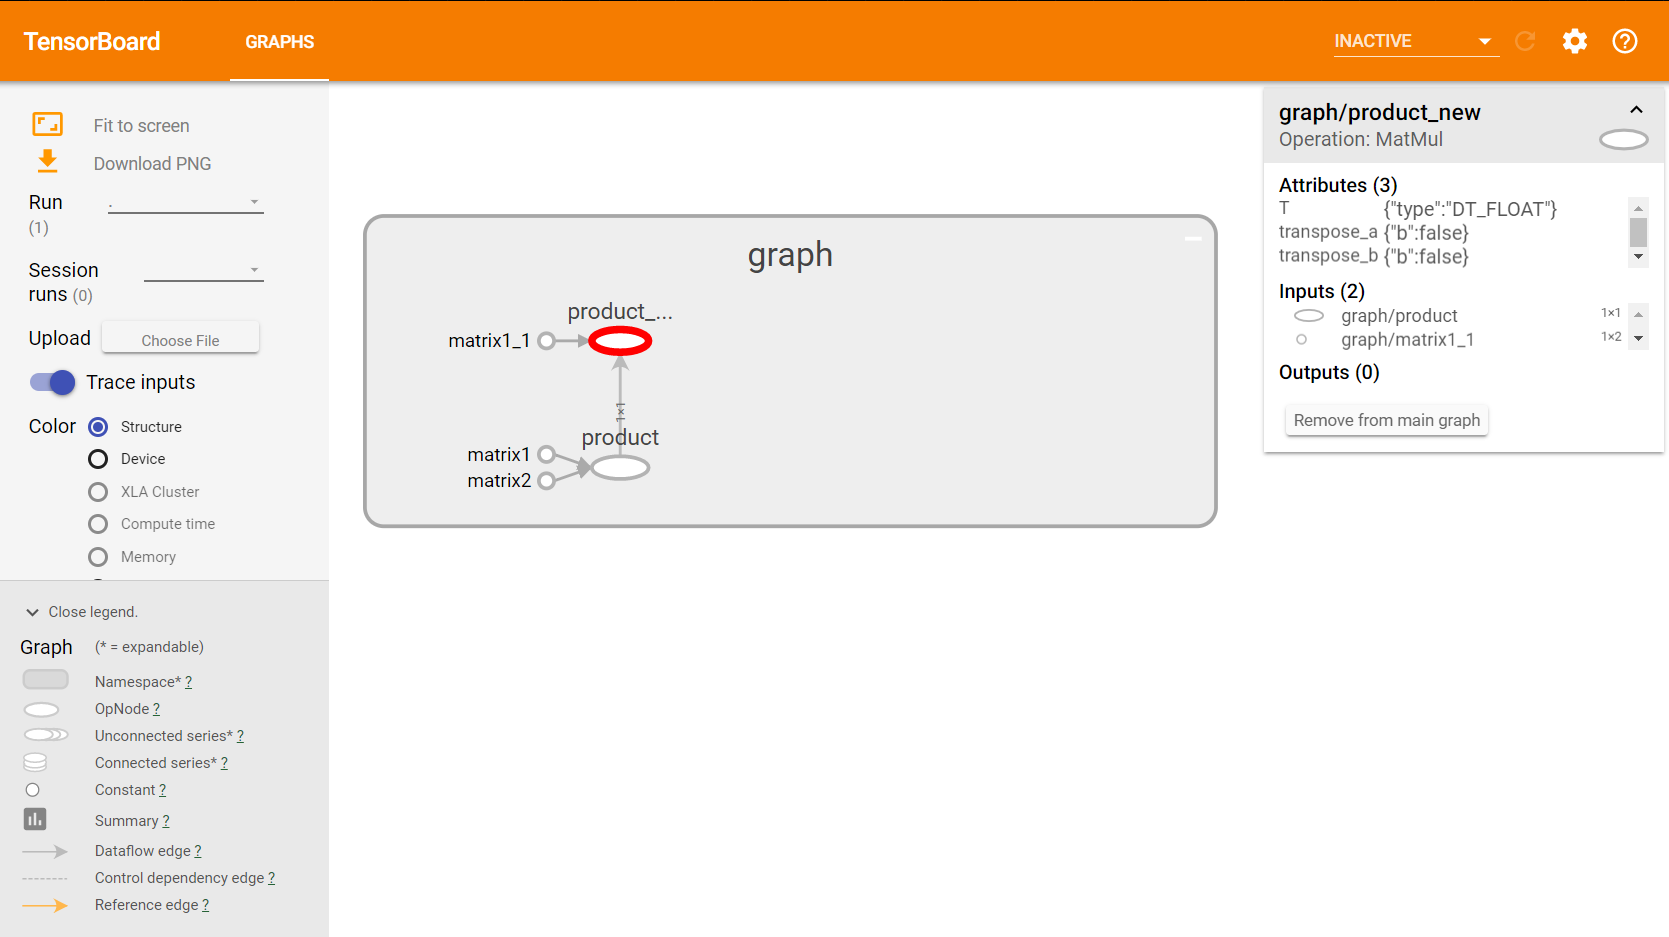 TensorBoard
GRAPHS
INACTIVE
Fit to screen
Download PNG
Run
(1)
.
Session
runs (0)
Upload
Choose File
Trace inputs
Color
Structure
Device
XLA Cluster
Compute time
Memory
Close legend.
Graph (* = expandable)
Namespace* ?
OpNode ?
Unconnected series* ?
Connected series* ?
Constant ?
Summary ?
Dataflow edge ?
Control dependency edge ?
Reference edge ?
graph
product_...
matrix1_1
1×1
product
matrix1
matrix2
graph/product_new
Operation: MatMul
Attributes (3)
T {"type":"DT_FLOAT"}
transpose_a {"b":false}
transpose_b {"b":false}
Inputs (2)
graph/product 1×1
graph/matrix1_1 1×2
Outputs (0)
Remove from main graph